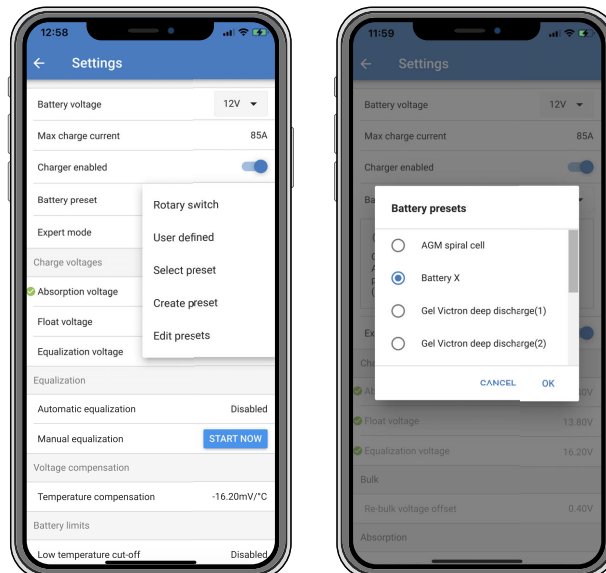 12:58
Settings
Battery voltage 12V
Max charge current 85A
Charger enabled
Battery preset
Expert mode
Rotary switch
User defined
Select preset
Create preset
Edit presets
Charge voltages
Absorption voltage
Float voltage
Equalization voltage
Equalization
Automatic equalization Disabled
Manual equalization START NOW
Voltage compensation
Temperature compensation -16.20mV/°C
Battery limits
Low temperature cut-off Disabled
11:59
Settings
Battery voltage 12V
Max charge current 85A
Charger enabled
Ba
Battery presets
AGM spiral cell
Battery X
Gel Victron deep discharge(1)
Gel Victron deep discharge(2)
CANCEL OK
Ex
Cha
Ab
Float voltage 13.80V
Equalization voltage 16.20V
Bulk
Re-bulk voltage offset 0.40V
Absorption